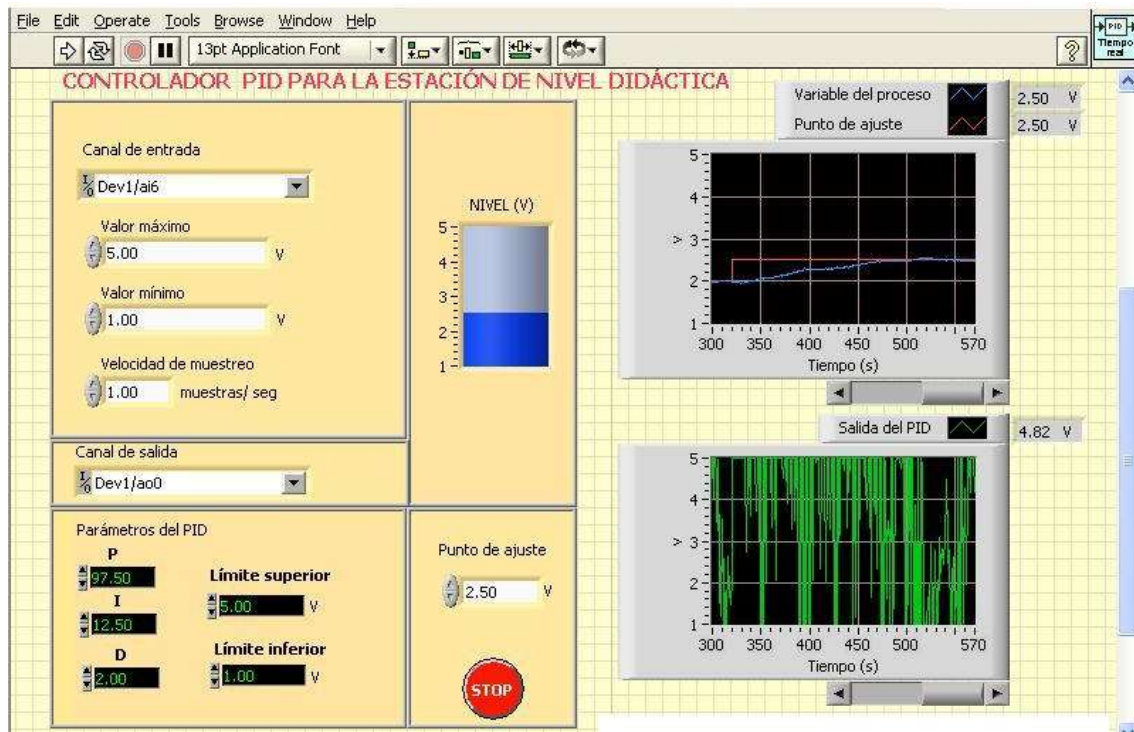 File Edit Operate Tools Browse Window Help
13pt Application Font
?
PID
Tiempo
real
CONTROLADOR PID PARA LA ESTACIÓN DE NIVEL DIDÁCTICA
Canal de entrada
I/O Dev1/ai6
Valor máximo
5.00 V
Valor mínimo
1.00 V
Velocidad de muestreo
1.00 muestras/ seg
Canal de salida
I/O Dev1/ao0
Parámetros del PID
P
97.50
I
12.50
D
2.00
Límite superior
5.00 V
Límite inferior
1.00 V
NIVEL (V)
5
4
3
2
1
Punto de ajuste
2.50 V
STOP
Variable del proceso 2.50 V
Punto de ajuste 2.50 V
5
4
3
2
1
V
300 350 400 450 500 570
Tiempo (s)
Salida del PID 4.82 V
5
4
3
2
1
V
300 350 400 450 500 570
Tiempo (s)